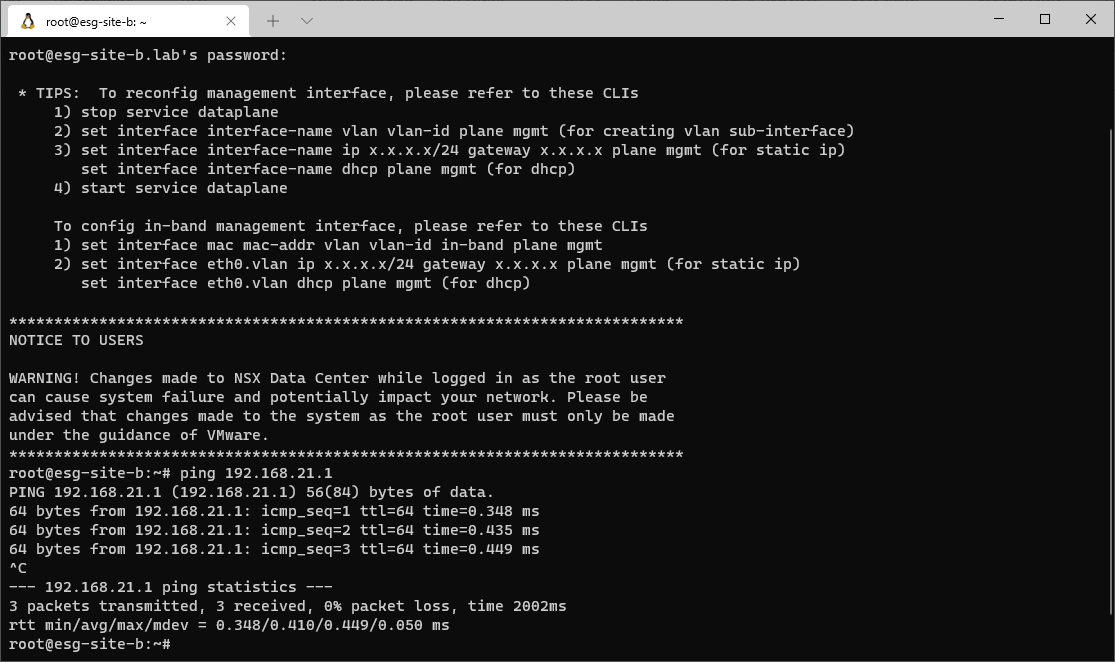 root@esg-site-b: ~
root@esg-site-b.lab's password:
 * TIPS:  To reconfig management interface, please refer to these CLIs
     1) stop service dataplane
     2) set interface interface-name vlan vlan-id plane mgmt (for creating vlan sub-interface)
     3) set interface interface-name ip x.x.x.x/24 gateway x.x.x.x plane mgmt (for static ip)
        set interface interface-name dhcp plane mgmt (for dhcp)
     4) start service dataplane
     To config in-band management interface, please refer to these CLIs
     1) set interface mac mac-addr vlan vlan-id in-band plane mgmt
     2) set interface eth0.vlan ip x.x.x.x/24 gateway x.x.x.x plane mgmt (for static ip)
        set interface eth0.vlan dhcp plane mgmt (for dhcp)
***************************************************************************
NOTICE TO USERS
WARNING! Changes made to NSX Data Center while logged in as the root user
can cause system failure and potentially impact your network. Please be
advised that changes made to the system as the root user must only be made
under the guidance of VMware.
***************************************************************************
root@esg-site-b:~# ping 192.168.21.1
PING 192.168.21.1 (192.168.21.1) 56(84) bytes of data.
64 bytes from 192.168.21.1: icmp_seq=1 ttl=64 time=0.348 ms
64 bytes from 192.168.21.1: icmp_seq=2 ttl=64 time=0.435 ms
64 bytes from 192.168.21.1: icmp_seq=3 ttl=64 time=0.449 ms
^C
--- 192.168.21.1 ping statistics ---
3 packets transmitted, 3 received, 0% packet loss, time 2002ms
rtt min/avg/max/mdev = 0.348/0.410/0.449/0.050 ms
root@esg-site-b:~#